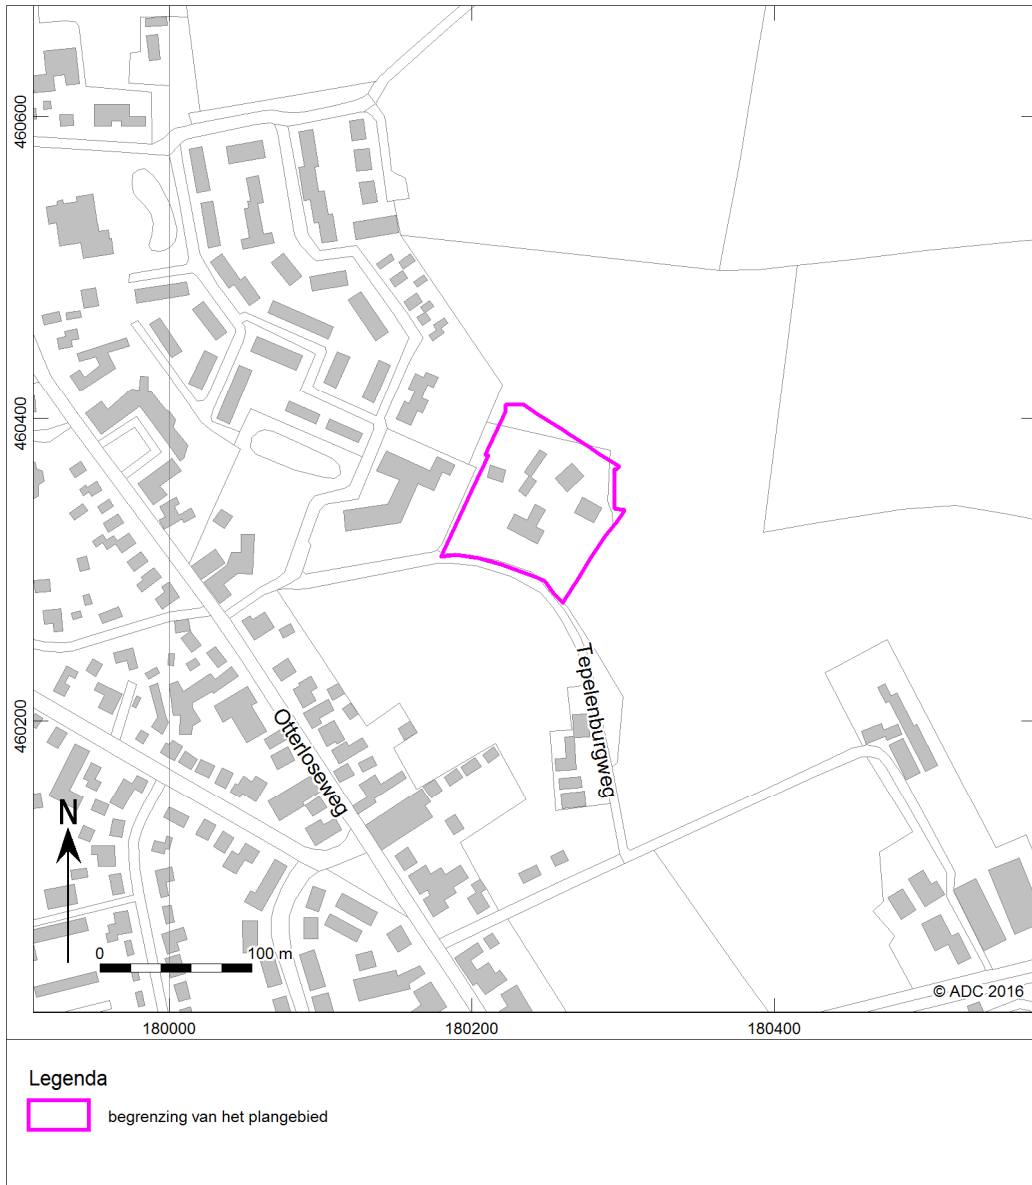 460600
460400
460200
Tepelenburgweg
Otterloseweg
N
0 100 m
© ADC 2016
180000 180200 180400
Legenda
begrenzing van het plangebied